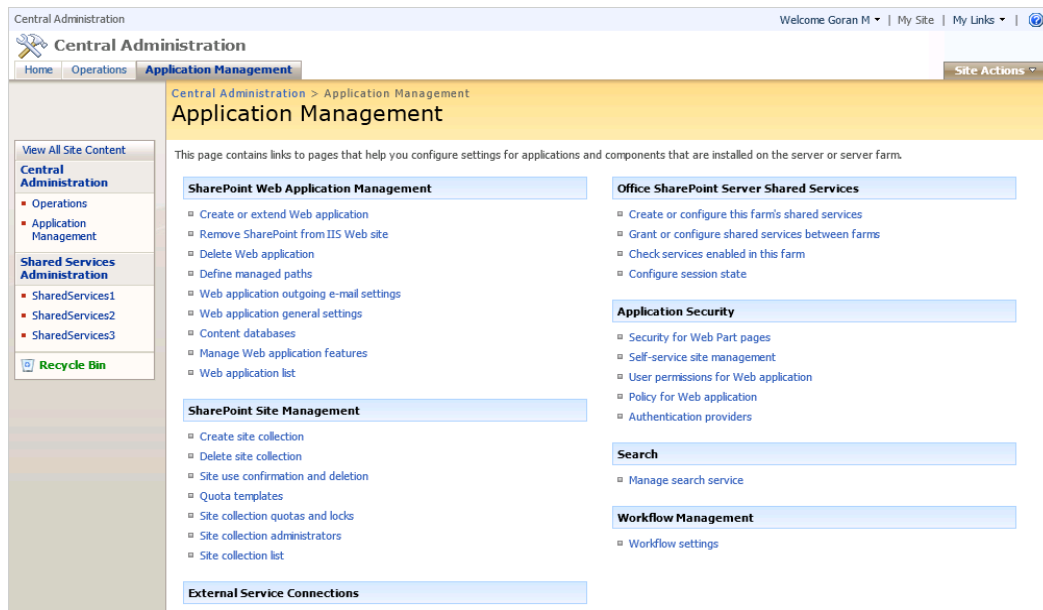 Central Administration
Welcome Goran M | My Site | My Links |
Central Administration
Home Operations Application Management
Site Actions
Central Administration > Application Management
Application Management
View All Site Content
Central
Administration
Operations
Application
Management
Shared Services
Administration
SharedServices1
SharedServices2
SharedServices3
Recycle Bin
This page contains links to pages that help you configure settings for applications and components that are installed on the server or server farm.
SharePoint Web Application Management
Create or extend Web application
Remove SharePoint from IIS Web site
Delete Web application
Define managed paths
Web application outgoing e-mail settings
Web application general settings
Content databases
Manage Web application features
Web application list
SharePoint Site Management
Create site collection
Delete site collection
Site use confirmation and deletion
Quota templates
Site collection quotas and locks
Site collection administrators
Site collection list
External Service Connections
Office SharePoint Server Shared Services
Create or configure this farm's shared services
Grant or configure shared services between farms
Check services enabled in this farm
Configure session state
Application Security
Security for Web Part pages
Self-service site management
User permissions for Web application
Policy for Web application
Authentication providers
Search
Manage search service
Workflow Management
Workflow settings